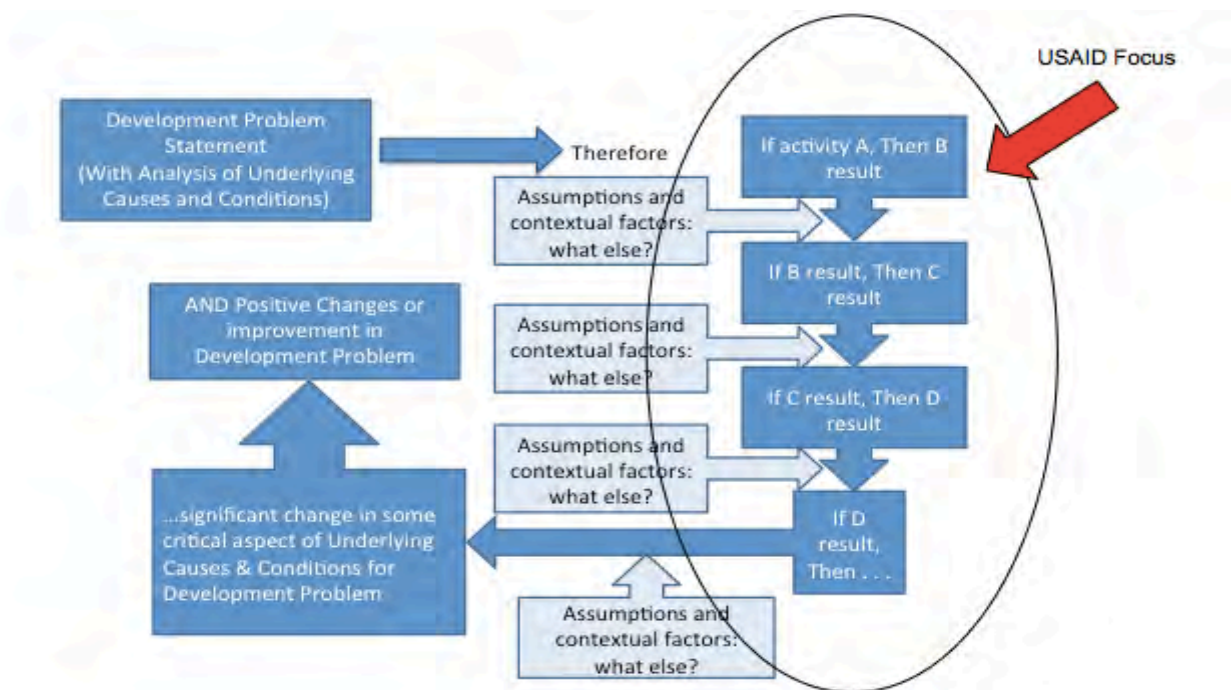 USAID Focus
Development Problem
Statement
(With Analysis of Underlying
Causes and Conditions)
Therefore
If activity A, Then B
result
Assumptions and
contextual factors:
what else?
If B result, Then C
result
AND Positive Changes or
improvement in
Development Problem
Assumptions and
contextual factors:
what else?
If C result, Then D
result
Assumptions and
contextual factors:
what else?
...significant change in some
critical aspect of Underlying
Causes & Conditions for
Development Problem
If D
result,
Then . . .
Assumptions and
contextual factors:
what else?